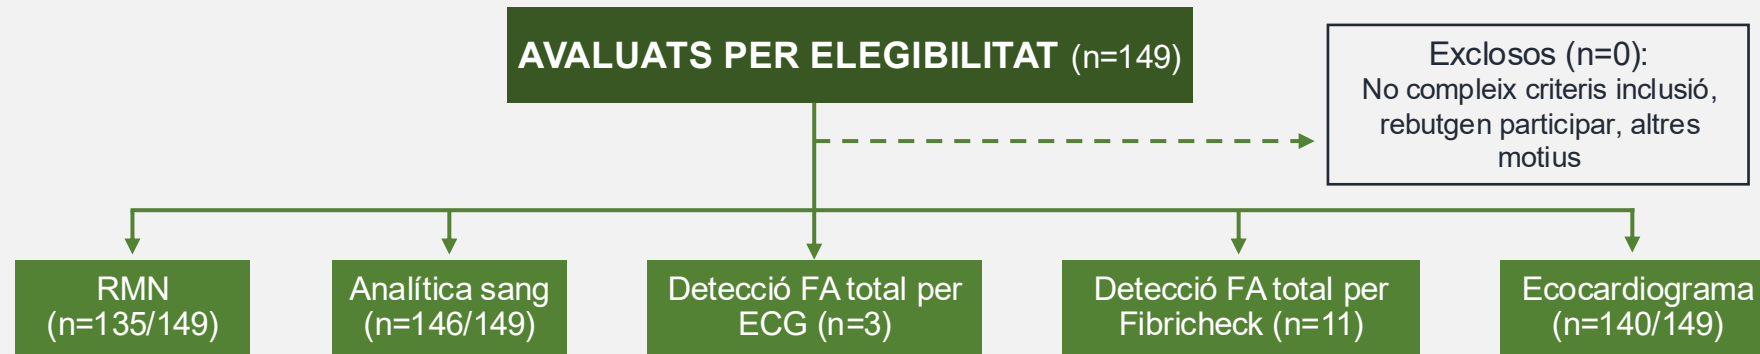 AVALUATS PER ELEGIBILITAT (n=149)
Exclosos (n=0):
No compleix criteris inclusió,
rebutgen participar, altres
motius
RMN
(n=135/149)
Analítica sang
(n=146/149)
Detecció FA total per
ECG (n=3)
Detecció FA total per
Fibricheck (n=11)
Ecocardiograma
(n=140/149)